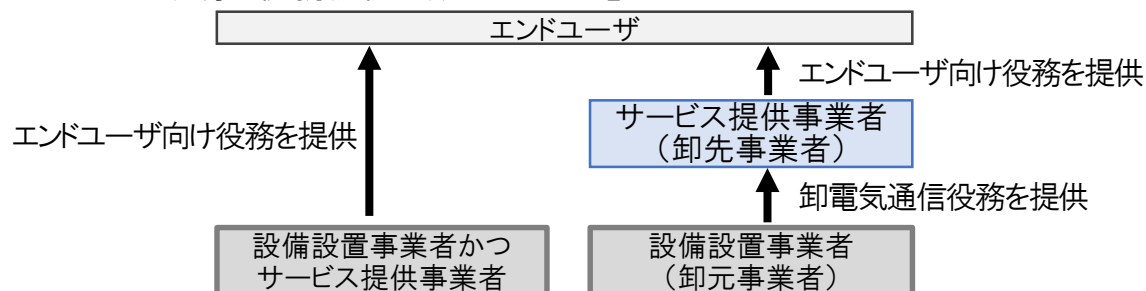 エンドユーザ
エンドユーザ向け役務を提供
サービス提供事業者
（卸先事業者）
エンドユーザ向け役務を提供
卸電気通信役務を提供
設備設置事業者かつ
サービス提供事業者
設備設置事業者
（卸元事業者）